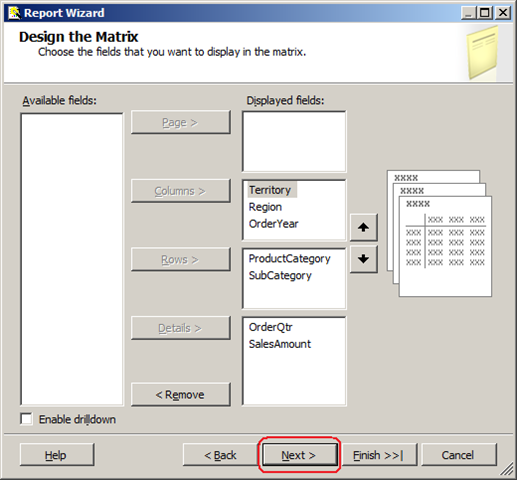 Report Wizard
Design the Matrix
Choose the fields that you want to display in the matrix.
Available fields:
Displayed fields:
Page >
Columns >
Territory
Region
OrderYear
Rows >
ProductCategory
SubCategory
Details >
OrderQtr
SalesAmount
< Remove
Enable drilldown
XXXX
XXXX
XXXX
XXX XXX XXX
XXX XXX XXX XXX
XXX XXX XXX XXX
XXX XXX XXX XXX
XXX XXX XXX XXX
Help
< Back
Next >
Finish >>|
Cancel